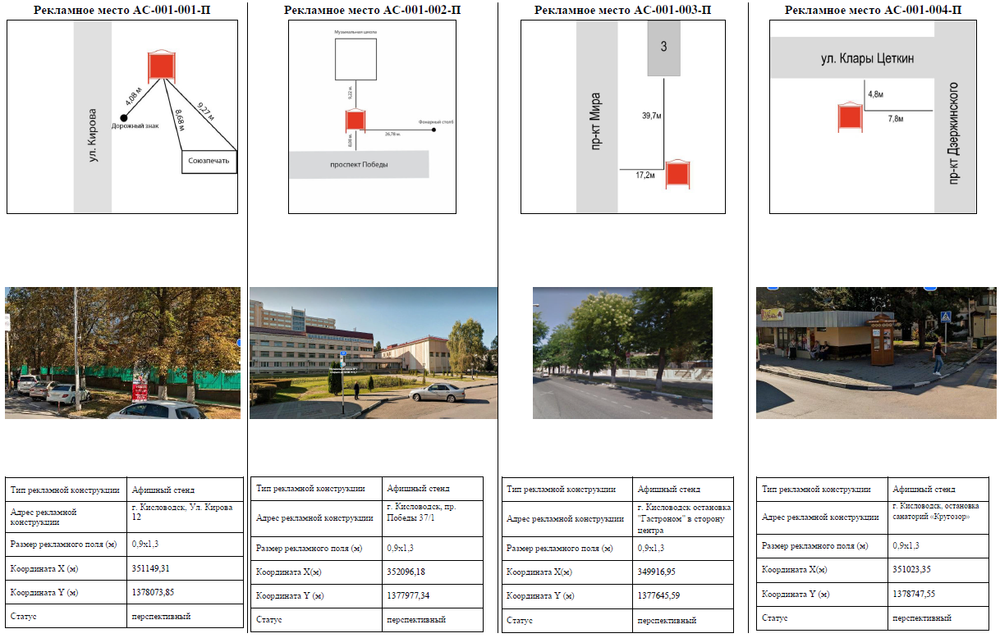 Рекламное место АС-001-001-П
ул. Кирова
4,08 м
8,68 м
9,27 м
Дорожный знак
Союзпечать
Тип рекламной конструкции Афишный стенд
Адрес рекламной конструкции г. Кисловодск, Ул. Кирова 12
Размер рекламного поля (м) 0,9х1,3
Координата X (м) 351149,31
Координата Y (м) 1378073,85
Статус перспективный
Рекламное место АС-001-002-П
Музыкальная школа
9,22 м.
Фонарный столб
26,78 м.
8,00 м.
проспект Победы
Тип рекламной конструкции Афишный стенд
Адрес рекламной конструкции г. Кисловодск, пр. Победы 37/1
Размер рекламного поля (м) 0,9х1,3
Координата X(м) 352096,18
Координата Y (м) 1377977,34
Статус перспективный
Рекламное место АС-001-003-П
3
пр-кт Мира
39,7м
17,2м
Тип рекламной конструкции Афишный стенд
Адрес рекламной конструкции г. Кисловодск остановка "Гастроном" в сторону центра
Размер рекламного поля (м) 0,9х1,3
Координата X(м) 349916,95
Координата Y (м) 1377645,59
Статус перспективный
Рекламное место АС-001-004-П
ул. Клары Цеткин
4,8м
7,8м
пр-кт Дзержинского
Тип рекламной конструкции Афишный стенд
Адрес рекламной конструкции г. Кисловодск, остановка санаторий «Кругозор»
Размер рекламного поля (м) 0,9х1,3
Координата X(м) 351023,35
Координата Y (м) 1378747,55
Статус перспективный